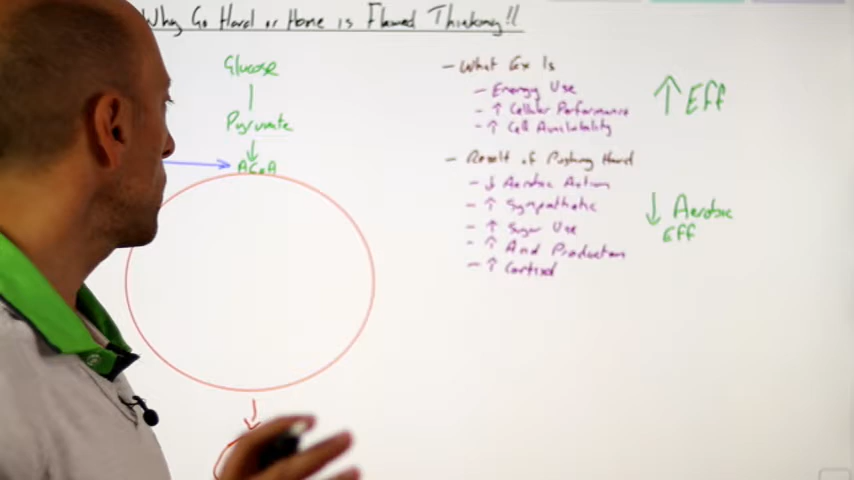 Why Go Hard or Home is Flawed Thinking!!
Glucose
Pyruvate
ACoA
- What Ex Is
- Energy Use
- ↑ Cellular Performance
- ↑ Cell Availability
↑ Eff
- Result of Pushing Hard
- ↓ Aerobic Action
- ↑ Sympathetic
- ↑ Sugar Use
- ↑ Acid Production
- ↑ Cortisol
↓ Aerobic
Eff